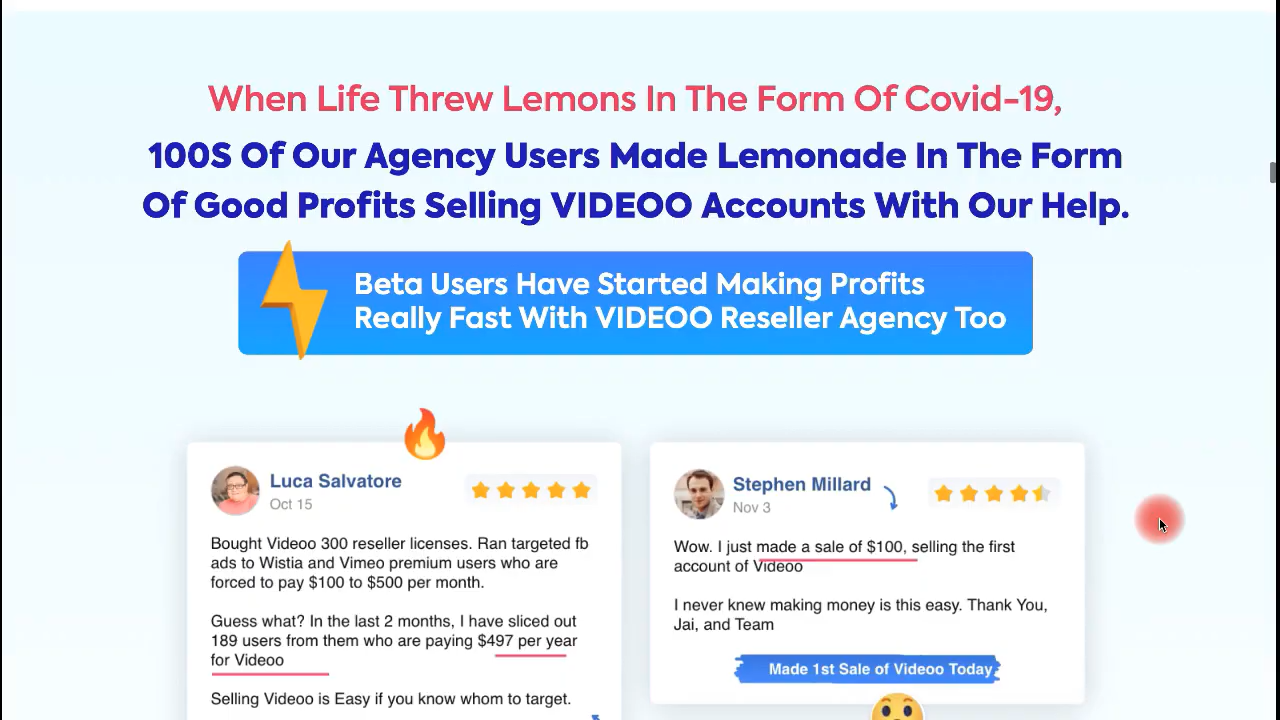 When Life Threw Lemons In The Form Of Covid-19,
100S Of Our Agency Users Made Lemonade In The Form
Of Good Profits Selling VIDEOO Accounts With Our Help.
Beta Users Have Started Making Profits
Really Fast With VIDEOO Reseller Agency Too
Luca Salvatore
Oct 15
Bought Videoo 300 reseller licenses. Ran targeted fb
ads to Wistia and Vimeo premium users who are
forced to pay $100 to $500 per month.
Guess what? In the last 2 months, I have sliced out
189 users from them who are paying $497 per year
for Videoo
Selling Videoo is Easy if you know whom to target.
Stephen Millard
Nov 3
Wow. I just made a sale of $100, selling the first
account of Videoo
I never knew making money is this easy. Thank You,
Jai, and Team
Made 1st Sale of Videoo Today